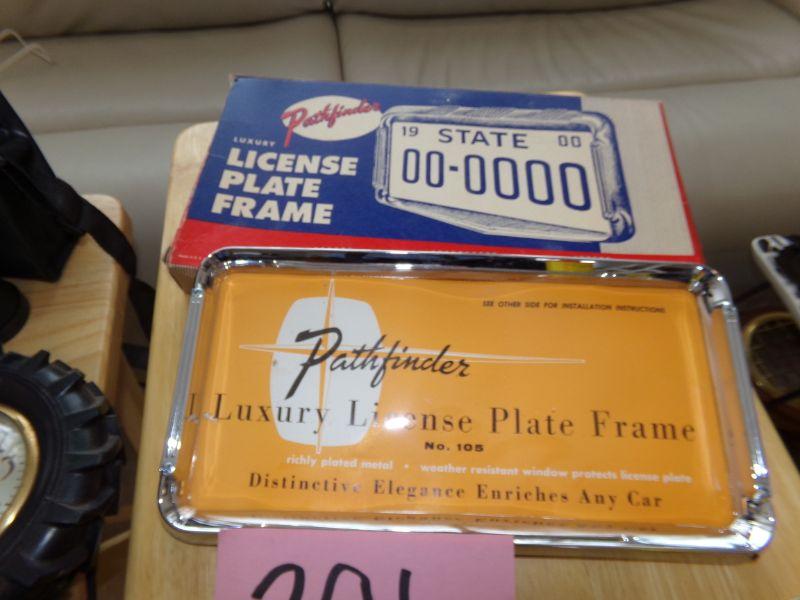 Pathfinder
LUXURY
LICENSE
PLATE
FRAME
19 STATE 00
00-0000
SEE OTHER SIDE FOR INSTALLATION INSTRUCTIONS
Pathfinder
Luxury License Plate Frame
No. 105
richly plated metal • weather resistant window protects license plate
Distinctive Elegance Enriches Any Car